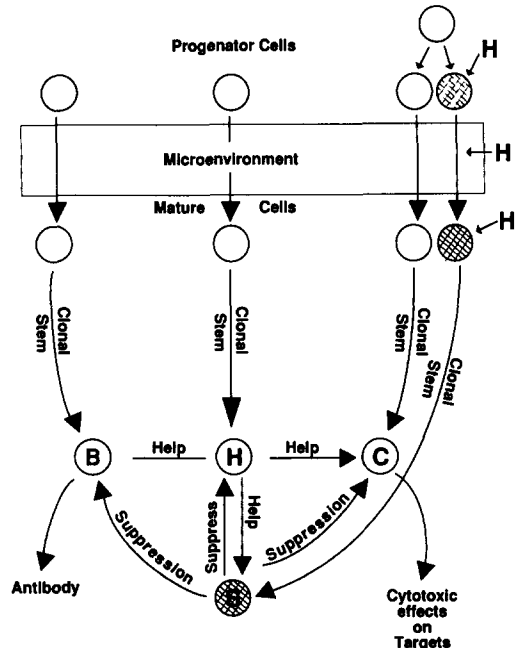 Progenator Cells
H
Microenvironment
H
Mature Cells
H
Clonal
Stem
Clonal
Stem
Clonal
Stem
Clonal
Stem
B
Help
H
Help
C
Suppression
Suppress
Help
Suppression
S
Antibody
Cytotoxic
effects
on
Targets